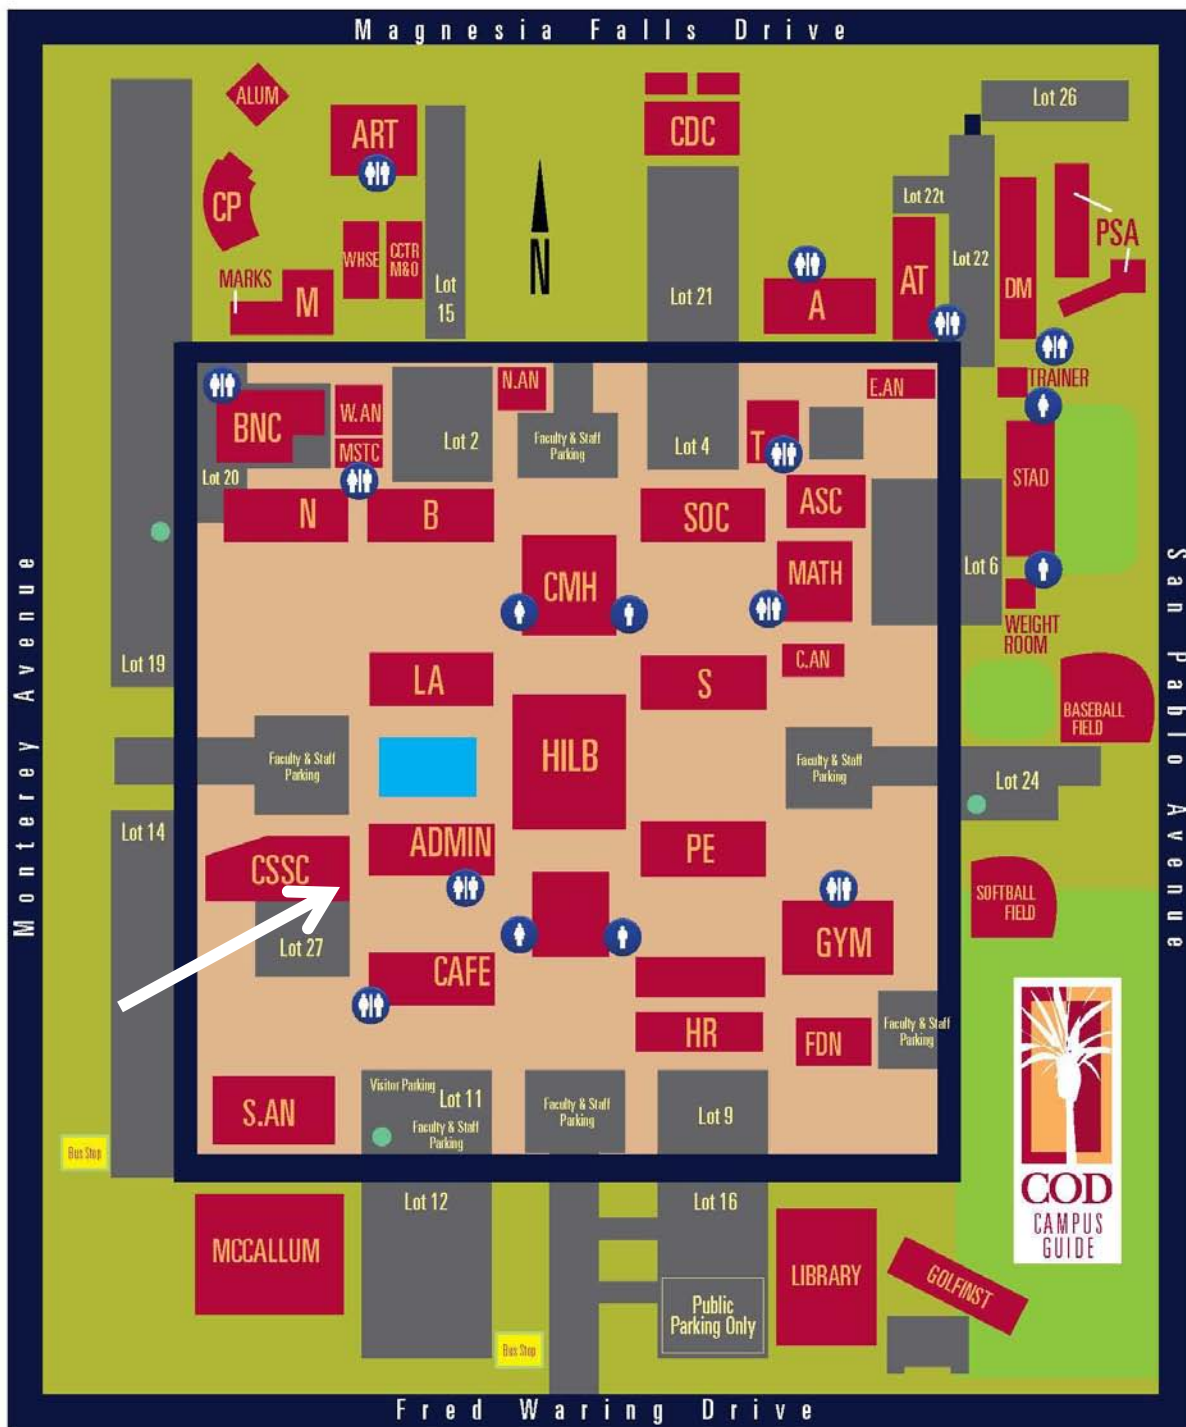 Magnesia Falls Drive
ALUM
ART
CDC
Lot 26
CP
Lot 22t
PSA
WHSE
CCTR
M&O
AT
Lot 22
DM
MARKS
M
Lot
15
N
Lot 21
A
N.AN
E.AN
TRAINER
BNC
W.AN
MSTC
Lot 2
Faculty & Staff
Parking
Lot 4
T
Lot 20
STAD
N
B
SOC
ASC
CMH
MATH
Lot 6
WEIGHT
ROOM
Lot 19
LA
S
C.AN
BASEBALL
FIELD
Monterey Avenue
San Pablo Avenue
Faculty & Staff
Parking
HILB
Faculty & Staff
Parking
Lot 24
Lot 14
ADMIN
PE
CSSC
SOFTBALL
FIELD
Lot 27
GYM
CAFE
HR
FDN
Faculty & Staff
Parking
S.AN
Visitor Parking
Lot 11
Faculty & Staff
Parking
Faculty & Staff
Parking
Lot 9
Bus Stop
COD
CAMPUS
GUIDE
MCCALLUM
Lot 12
Lot 16
LIBRARY
GOLFINST
Public
Parking Only
Bus Stop
Fred Waring Drive